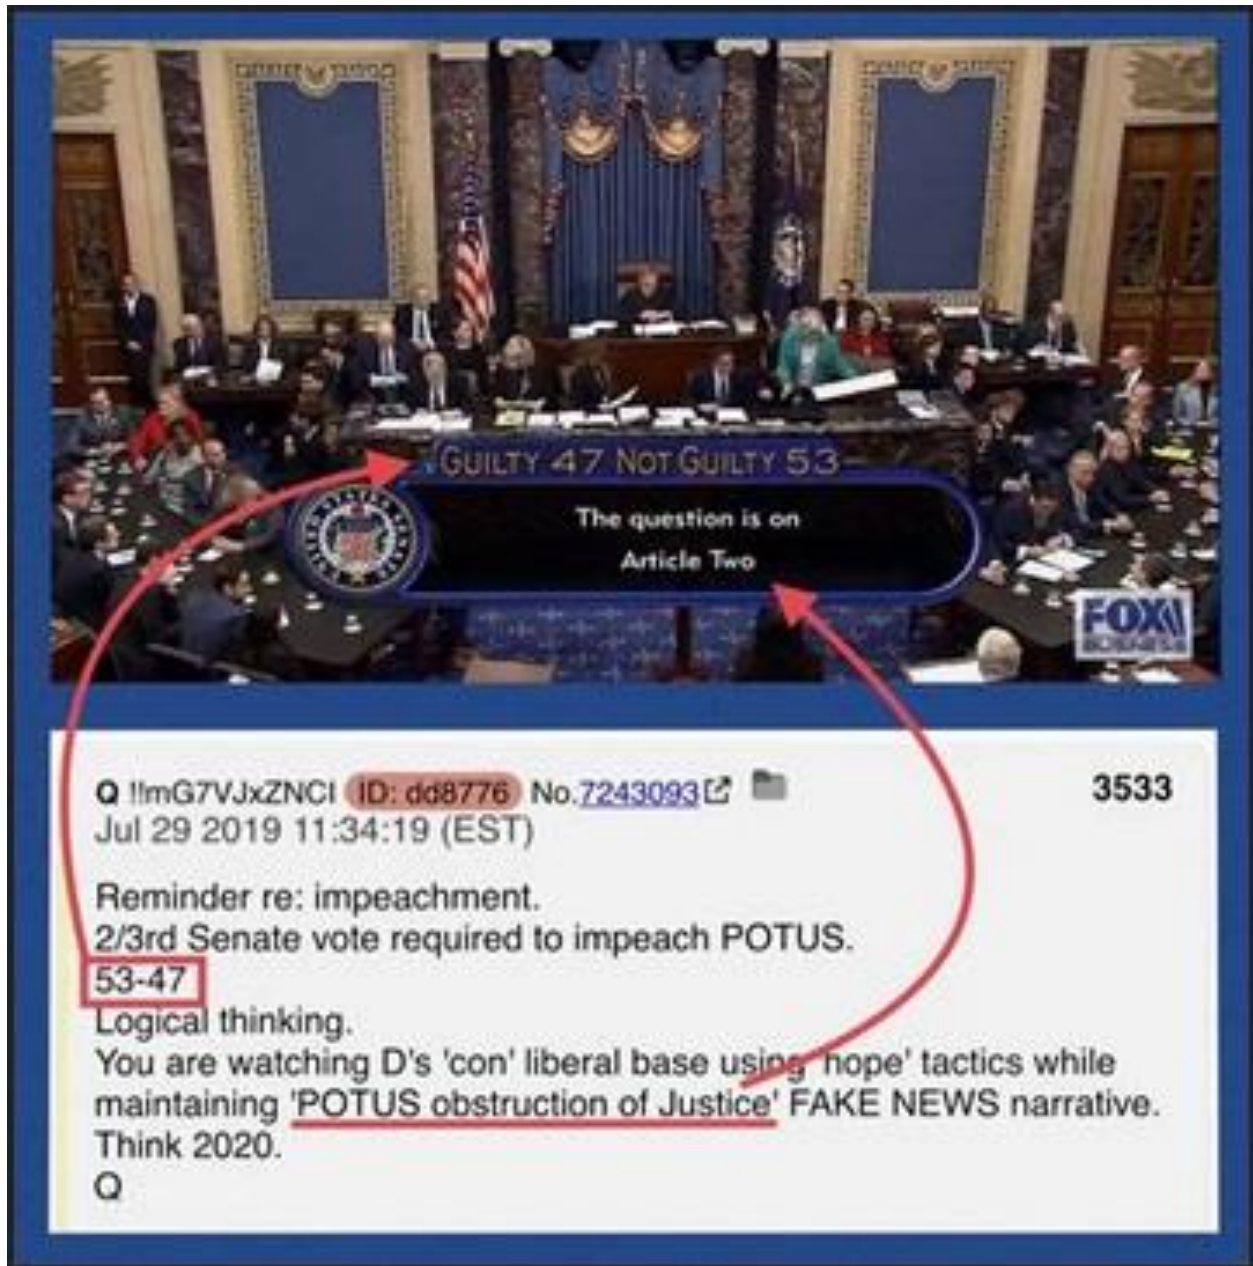 GUILTY 47 NOT GUILTY 53
The question is on
Article Two
FOX
BUSINESS
Q !!mG7VJxZNCI ID: dd8776 No.7243093
3533
Jul 29 2019 11:34:19 (EST)
Reminder re: impeachment.
2/3rd Senate vote required to impeach POTUS.
53-47
Logical thinking.
You are watching D's 'con' liberal base using 'hope' tactics while
maintaining 'POTUS obstruction of Justice' FAKE NEWS narrative.
Think 2020.
Q